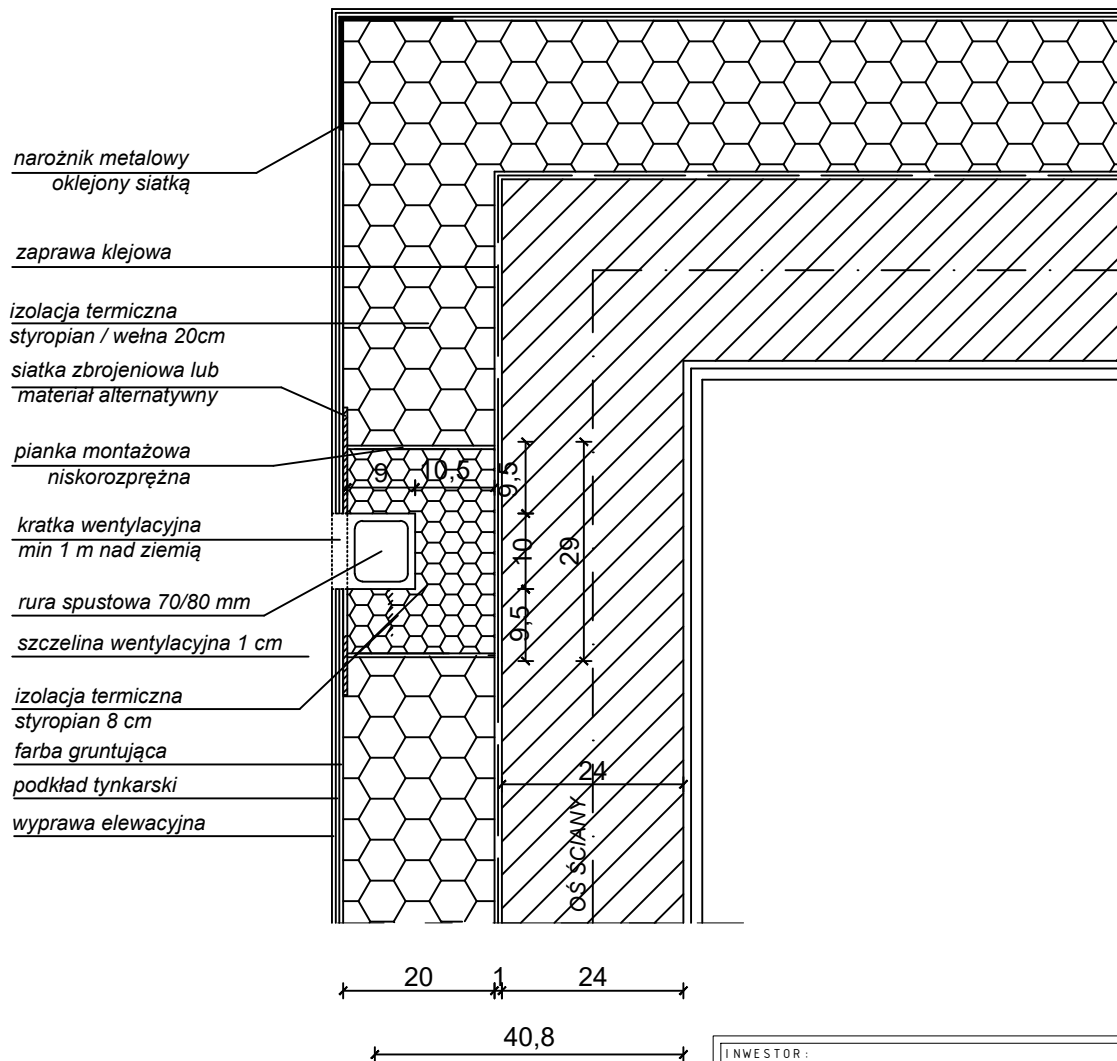 narożnik metalowy
oklejony siatką
zaprawa klejowa
izolacja termiczna
styropian / wełna 20cm
siatka zbrojeniowa lub
materiał alternatywny
pianka montażowa
niskorozprężna
kratka wentylacyjna
min 1 m nad ziemią
rura spustowa 70/80 mm
szczelina wentylacyjna 1 cm
izolacja termiczna
styropian 8 cm
farba gruntująca
podkład tynkarski
wyprawa elewacyjna
9
10,5
9,5
10
9,5
29
24
OŚ ŚCIANY
20
1
24
40,8
INWESTOR: